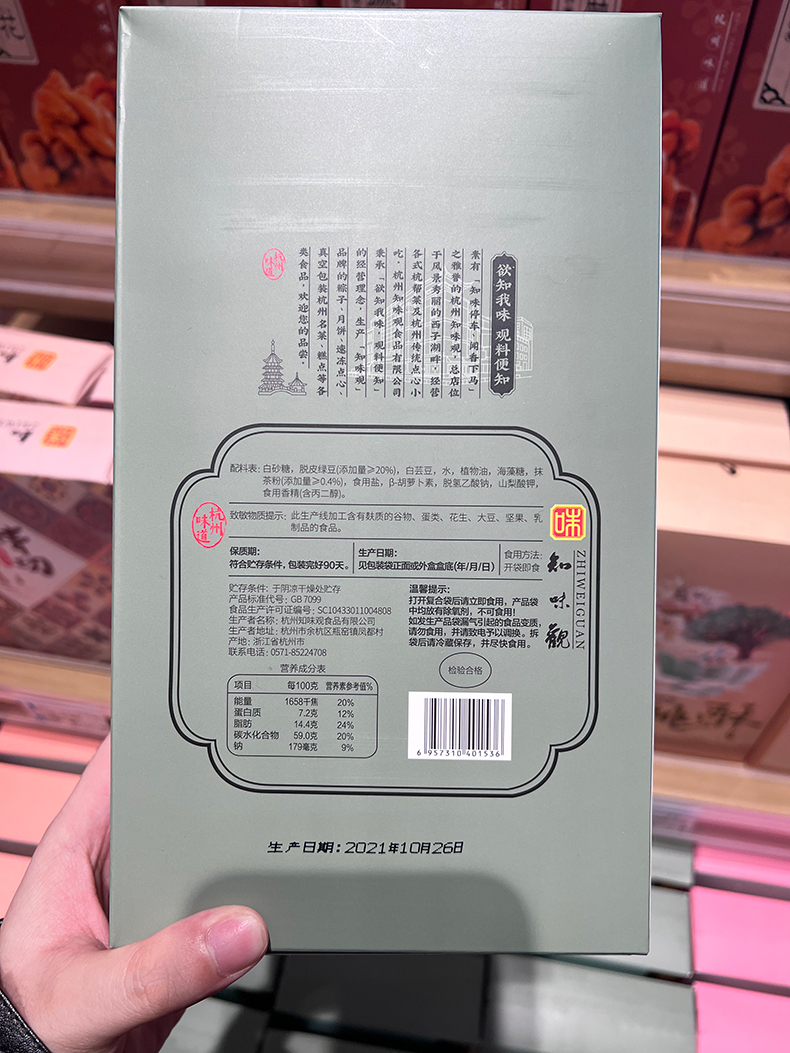 欲知我味 观料便知
素有「知味停车、闻香下马」
之雅誉的杭州知味观，总店位
于风景秀丽的西子湖畔，经营
各式杭帮菜及杭州传统点心小
吃，杭州知味观食品有限公司
秉承「欲知我味，观料便知」
的经营理念，生产「知味观」
品牌的粽子、月饼、速冻点心、
真空包装杭州名菜、糕点等各
类食品，欢迎您的品尝。
杭州
味道
配料表：白砂糖，脱皮绿豆(添加量≥20%)，白芸豆，水，植物油，海藻糖，抹
茶粉(添加量≥0.4%)，食用盐，β-胡萝卜素，脱氢乙酸钠，山梨酸钾，
食用香精(含丙二醇)。
杭州
味道
致敏物质提示：此生产线加工含有麸质的谷物、蛋类、花生、大豆、坚果、乳
制品的食品。
味
知味觀
ZHIWEIGUAN
保质期：
符合贮存条件，包装完好90天。
生产日期：
见包装袋正面或外盒盒底(年/月/日)
食用方法：
开袋即食
贮存条件：于阴凉干燥处贮存
产品标准代号：GB 7099
食品生产许可证编号：SC10433011004808
生产者名称：杭州知味观食品有限公司
生产者地址：杭州市余杭区瓶窑镇凤都村
产地：浙江省杭州市
联系电话：0571-85224708
温馨提示：
打开复合袋后请立即食用，产品袋
中均放有除氧剂，不可食用！
如发生产品袋漏气引起的食品变质，
请勿食用，并请致电予以调换。拆
袋后请冷藏保存，并尽快食用。
检验合格
营养成分表
项目 每100克 营养素参考值%
能量 1658千焦 20%
蛋白质 7.2克 12%
脂肪 14.4克 24%
碳水化合物 59.0克 20%
钠 179毫克 9%
6 957310 401536
生产日期：2021年10月26日